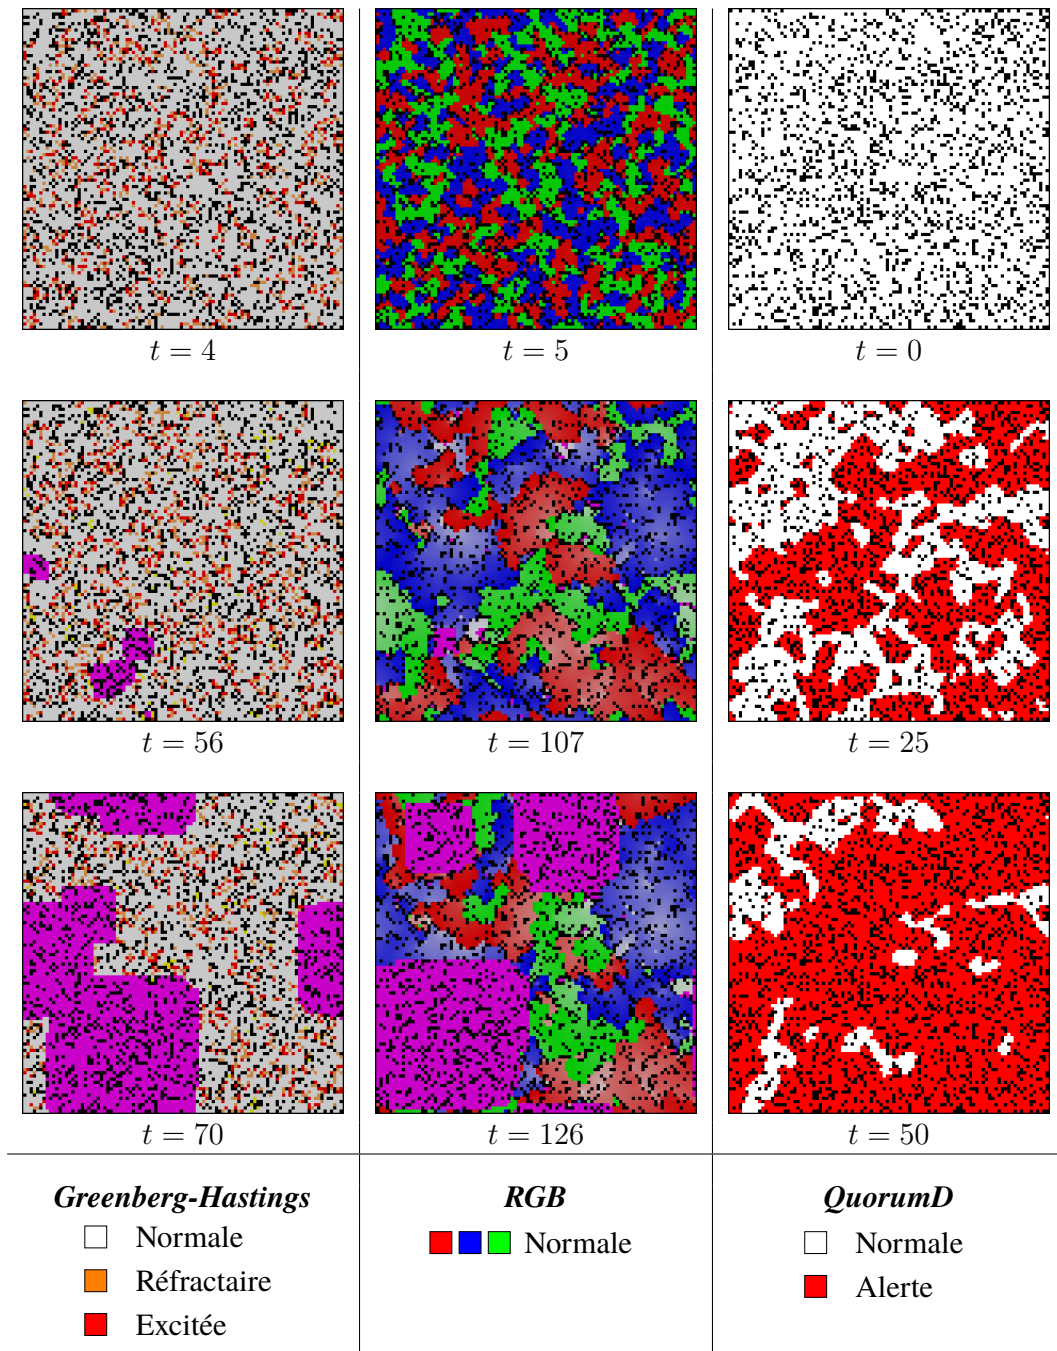 t = 4
t = 5
t = 0
t = 56
t = 107
t = 25
t = 70
t = 126
t = 50
Greenberg-Hastings
Normale
Réfractaire
Excitée
RGB
Normale
QuorumD
Normale
Alerte